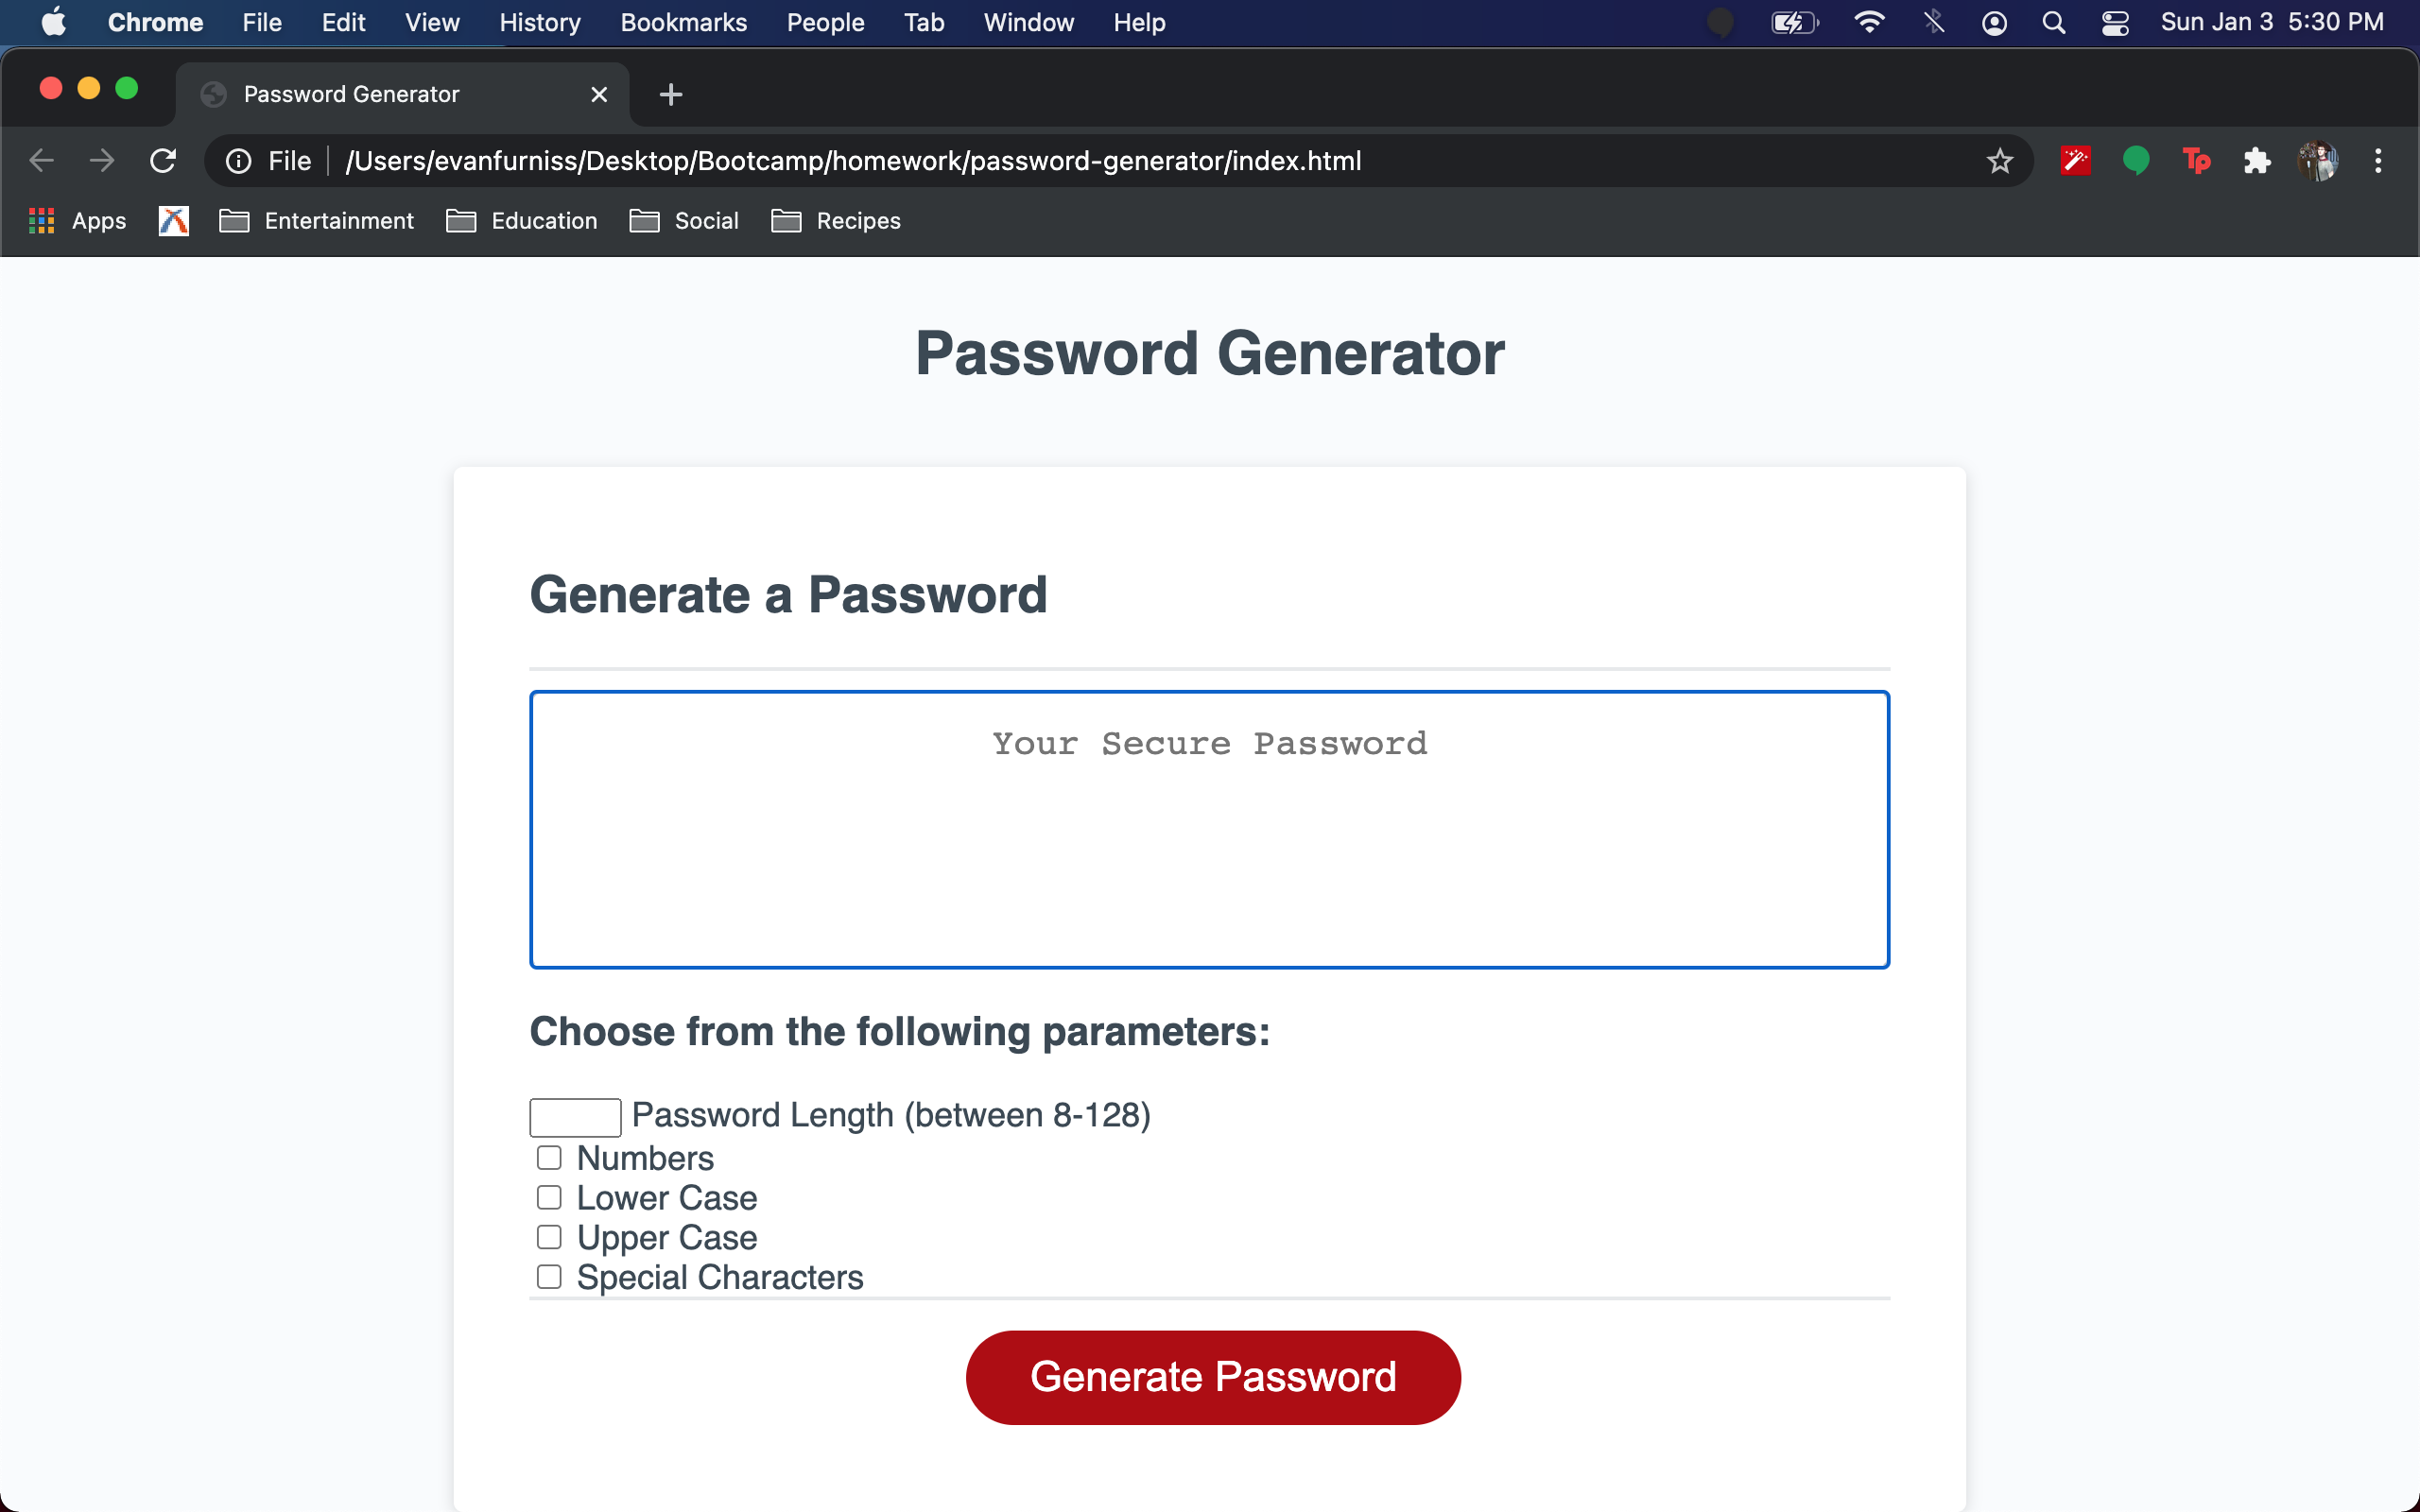 Chrome File Edit View History Bookmarks People Tab Window Help Sun Jan 3 5:30 PM
Password Generator
File /Users/evanfurniss/Desktop/Bootcamp/homework/password-generator/index.html Tp
Apps Entertainment Education Social Recipes
Password Generator
Generate a Password
Your Secure Password
Choose from the following parameters:
Password Length (between 8-128)
Numbers
Lower Case
Upper Case
Special Characters
Generate Password